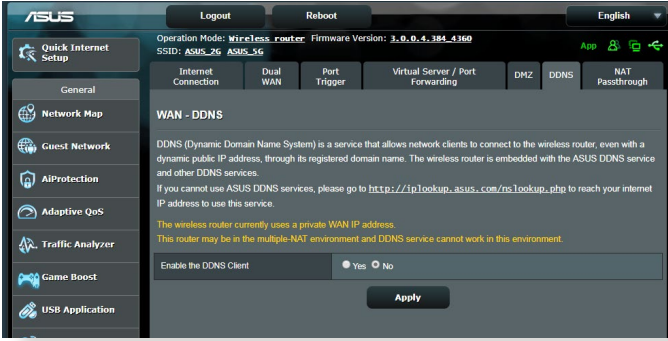 ASUS
Logout
Reboot
English
Quick Internet Setup
Operation Mode: Wireless router Firmware Version: 3.0.0.4.384_4360
SSID: ASUS_2G ASUS_5G
App
General
Network Map
Guest Network
AiProtection
Adaptive QoS
Traffic Analyzer
Game Boost
USB Application
Internet Connection
Dual WAN
Port Trigger
Virtual Server / Port Forwarding
DMZ
DDNS
NAT Passthrough
WAN - DDNS
DDNS (Dynamic Domain Name System) is a service that allows network clients to connect to the wireless router, even with a
dynamic public IP address, through its registered domain name. The wireless router is embedded with the ASUS DDNS service
and other DDNS services.
If you cannot use ASUS DDNS services, please go to http://iplookup.asus.com/nslookup.php to reach your internet
IP address to use this service.
The wireless router currently uses a private WAN IP address.
This router may be in the multiple-NAT environment and DDNS service cannot work in this environment.
Enable the DDNS Client
Yes No
Apply